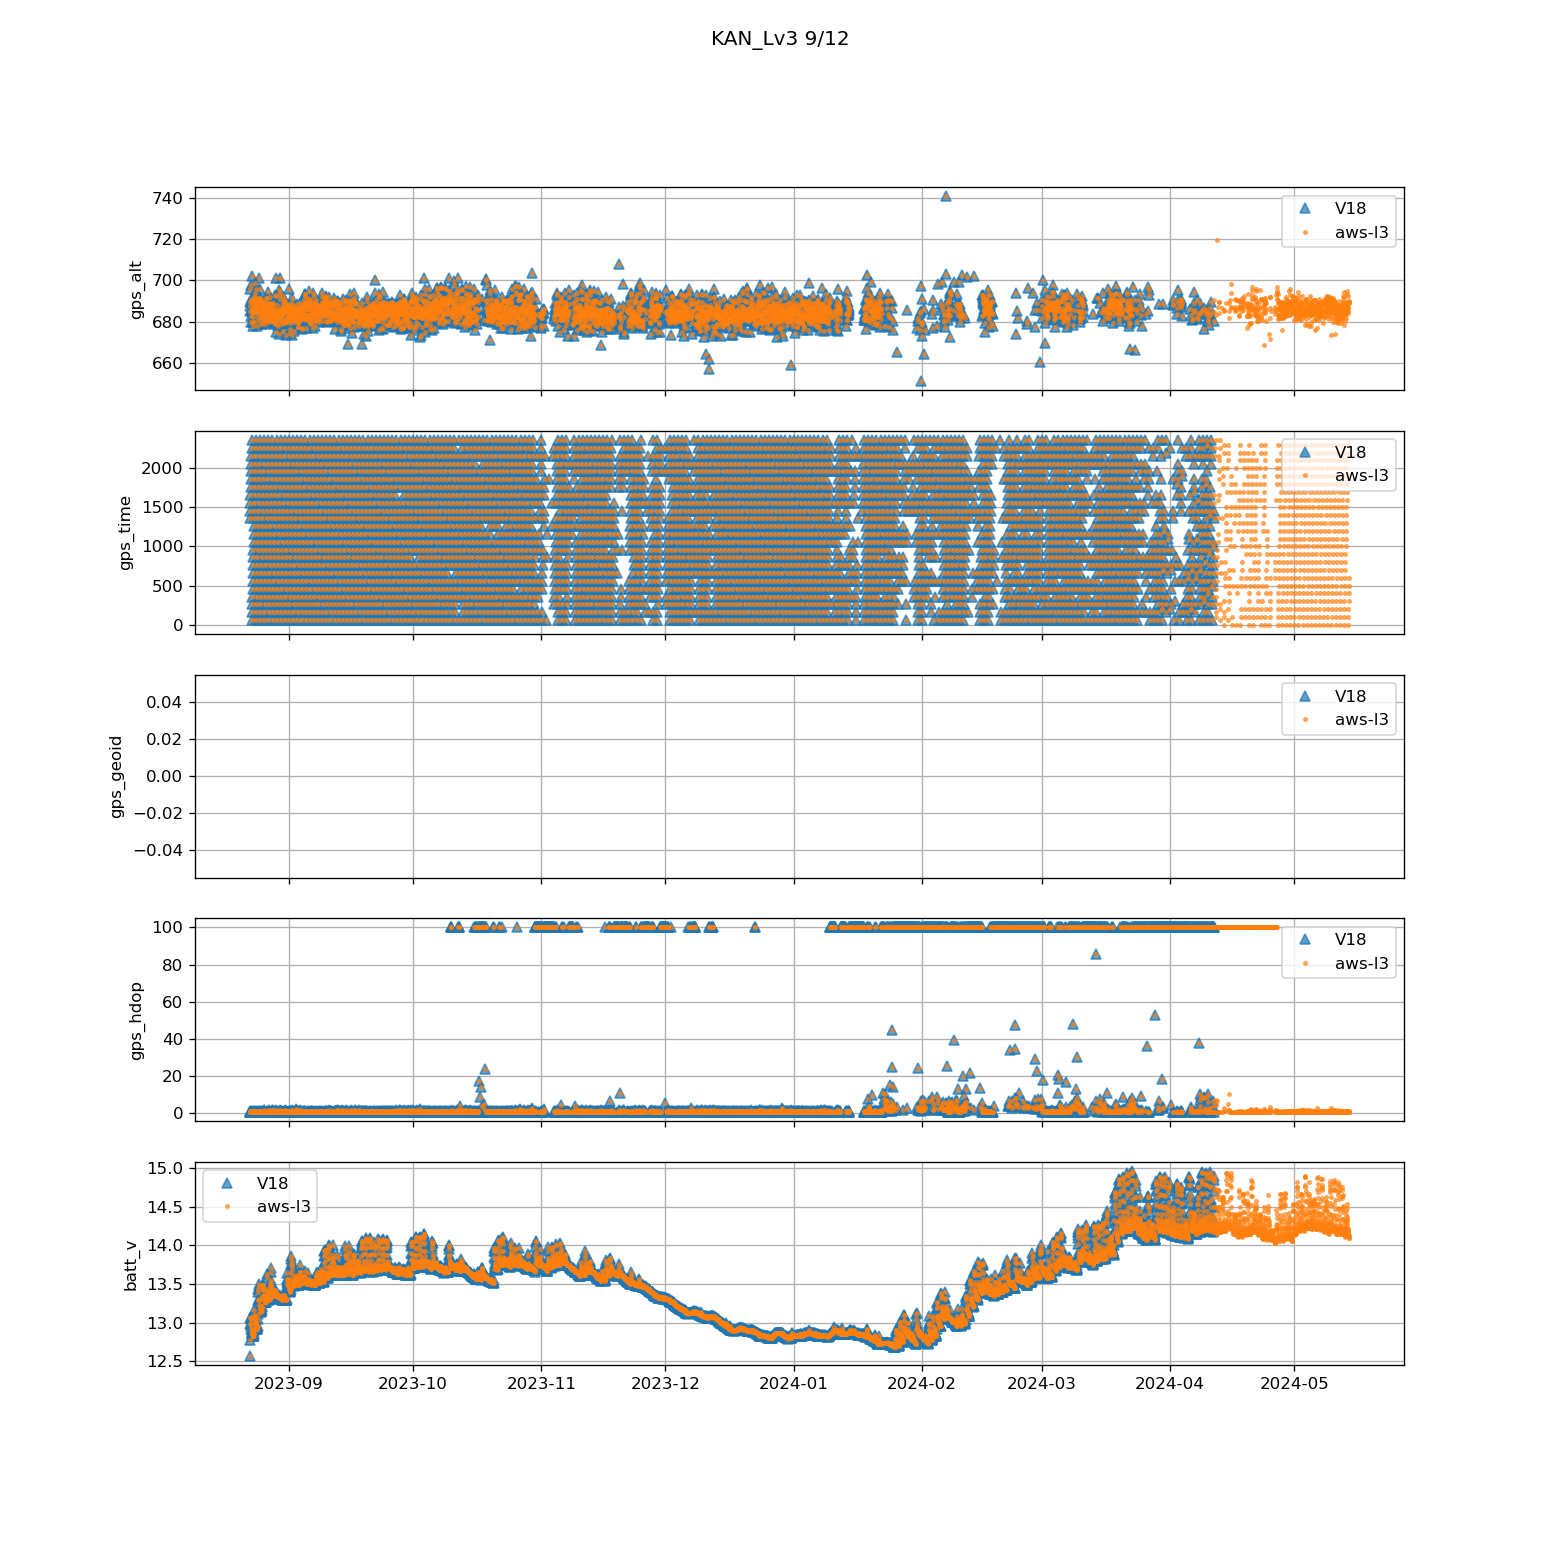 KAN_Lv3 9/12
740
720
700
680
660
gps_alt
V18
aws-l3
2000
1500
1000
500
0
gps_time
V18
aws-l3
0.04
0.02
0.00
−0.02
−0.04
gps_geoid
V18
aws-l3
100
80
60
40
20
0
gps_hdop
V18
aws-l3
15.0
14.5
14.0
13.5
13.0
12.5
batt_v
V18
aws-l3
2023-09 2023-10 2023-11 2023-12 2024-01 2024-02 2024-03 2024-04 2024-05